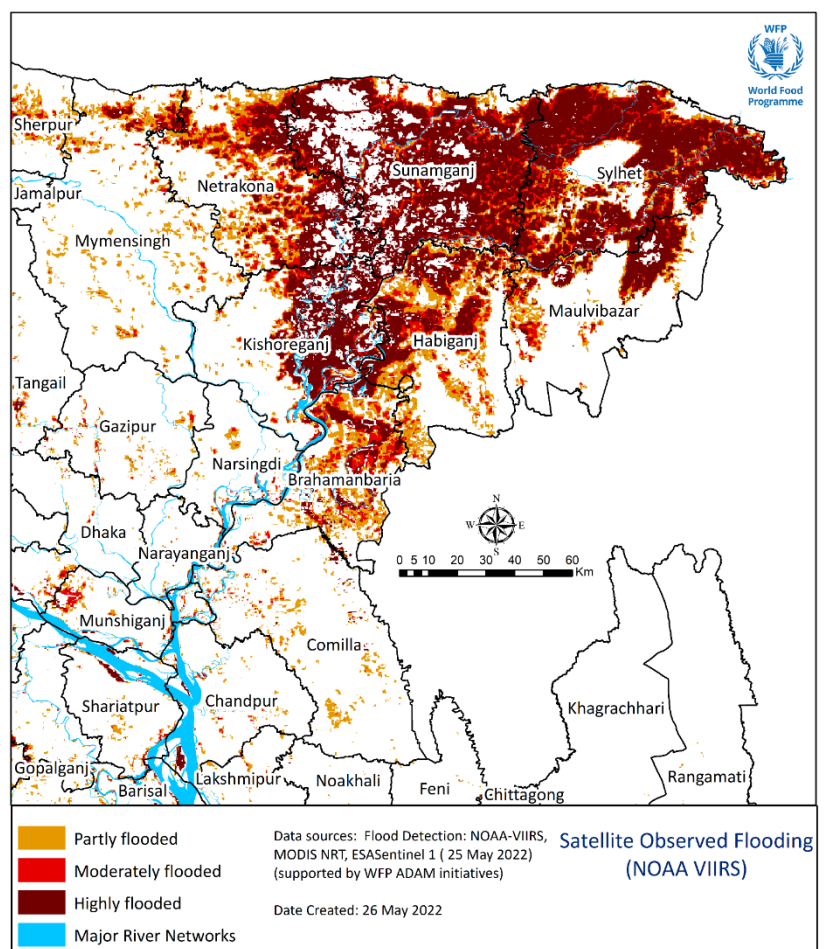 WFP
World Food
Programme
Sherpur
Sunamganj
Sylhet
Netrakona
Jamalpur
Mymensingh
Maulvibazar
Kishoreganj
Habiganj
Tangail
Gazipur
Narsingdi
Brahamanbaria
N
W E
S
Dhaka
Narayanganj
0 5 10 20 30 40 50 60
Km
Munshiganj
Comilla
Shariatpur
Chandpur
Khagrachhari
Gopalganj
Lakshmipur
Noakhali
Feni
Rangamati
Barisal
Chittagong
Partly flooded
Moderately flooded
Highly flooded
Major River Networks
Data sources: Flood Detection: NOAA-VIIRS,
MODIS NRT, ESASentinel 1 ( 25 May 2022)
(supported by WFP ADAM initiatives)
Date Created: 26 May 2022
Satellite Observed Flooding
(NOAA VIIRS)